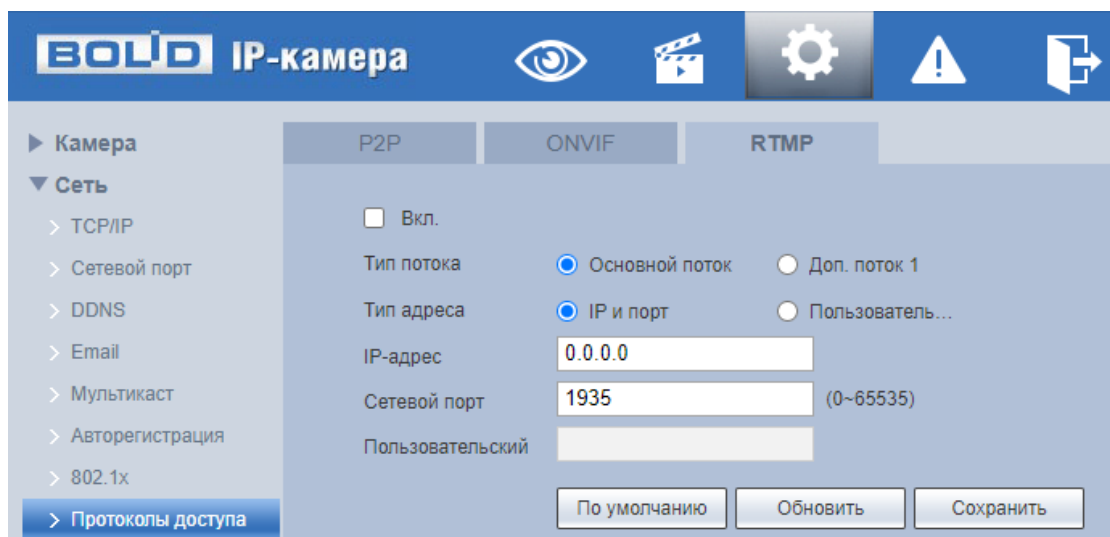 BOLID IP-камера
Камера
Сеть
TCP/IP
Сетевой порт
DDNS
Email
Мультикаст
Авторегистрация
802.1x
Протоколы доступа
P2P ONVIF RTMP
Вкл.
Тип потока Основной поток Доп. поток 1
Тип адреса IP и порт Пользователь...
IP-адрес 0.0.0.0
Сетевой порт 1935 (0~65535)
Пользовательский
По умолчанию Обновить Сохранить